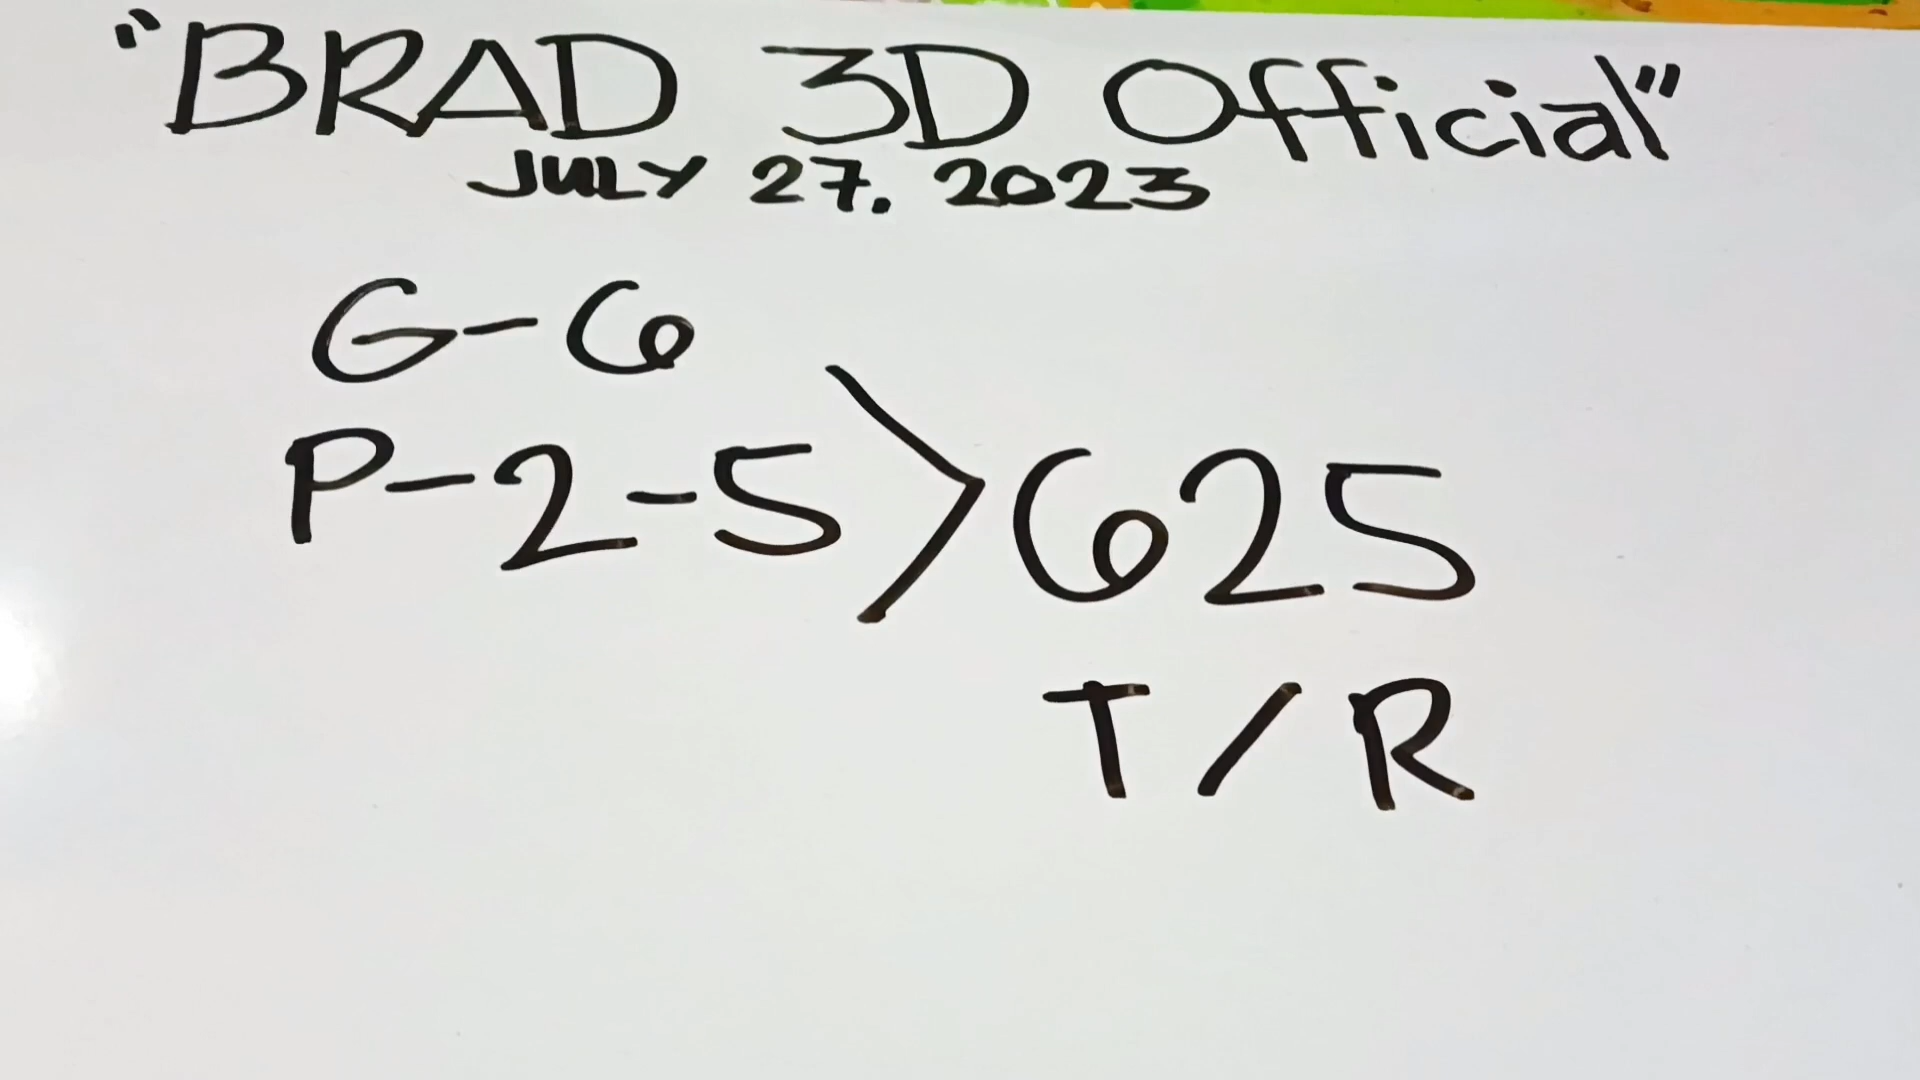 "BRAD 3D Official"
JULY 27. 2023
G-6
P-2-5 > 625
T/R